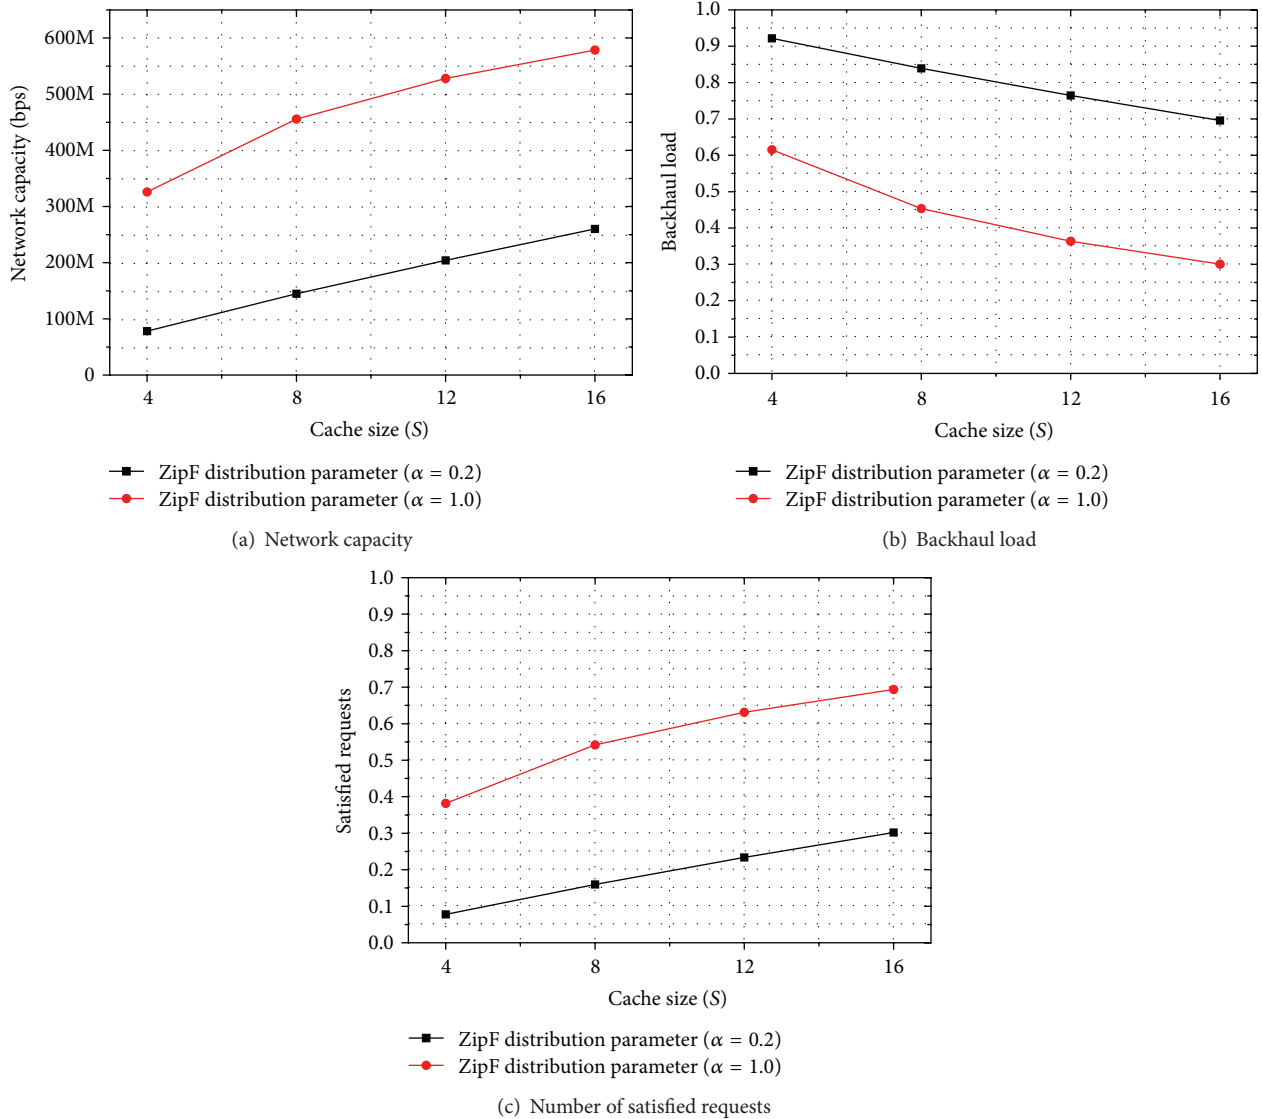 600M
500M
400M
300M
200M
100M
0
Network capacity (bps)
4 8 12 16
Cache size (S)
ZipF distribution parameter (α = 0.2)
ZipF distribution parameter (α = 1.0)
(a) Network capacity
1.0
0.9
0.8
0.7
0.6
0.5
0.4
0.3
0.2
0.1
0.0
Backhaul load
4 8 12 16
Cache size (S)
ZipF distribution parameter (α = 0.2)
ZipF distribution parameter (α = 1.0)
(b) Backhaul load
1.0
0.9
0.8
0.7
0.6
0.5
0.4
0.3
0.2
0.1
0.0
Satisfied requests
4 8 12 16
Cache size (S)
ZipF distribution parameter (α = 0.2)
ZipF distribution parameter (α = 1.0)
(c) Number of satisfied requests